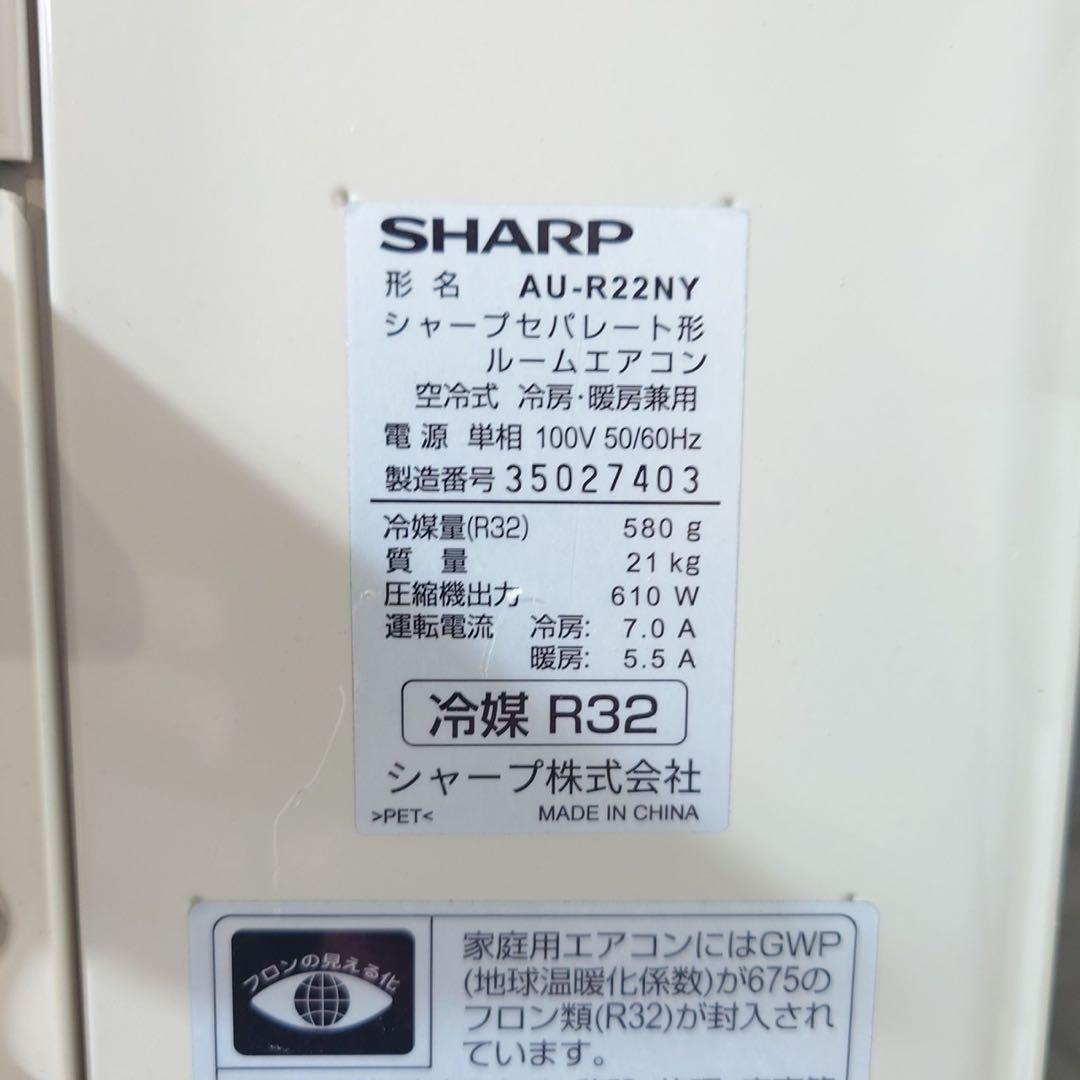 SHARP
形名 AU-R22NY
シャープセパレート形
ルームエアコン
空冷式 冷房・暖房兼用
電源 単相 100V 50/60Hz
製造番号 35027403
冷媒量(R32) 580 g
質量 21 kg
圧縮機出力 610 W
運転電流 冷房: 7.0 A
暖房: 5.5 A
冷媒 R32
シャープ株式会社
>PET< MADE IN CHINA
フロンの見える化
家庭用エアコンにはGWP
(地球温暖化係数)が675の
フロン類(R32)が封入され
ています。